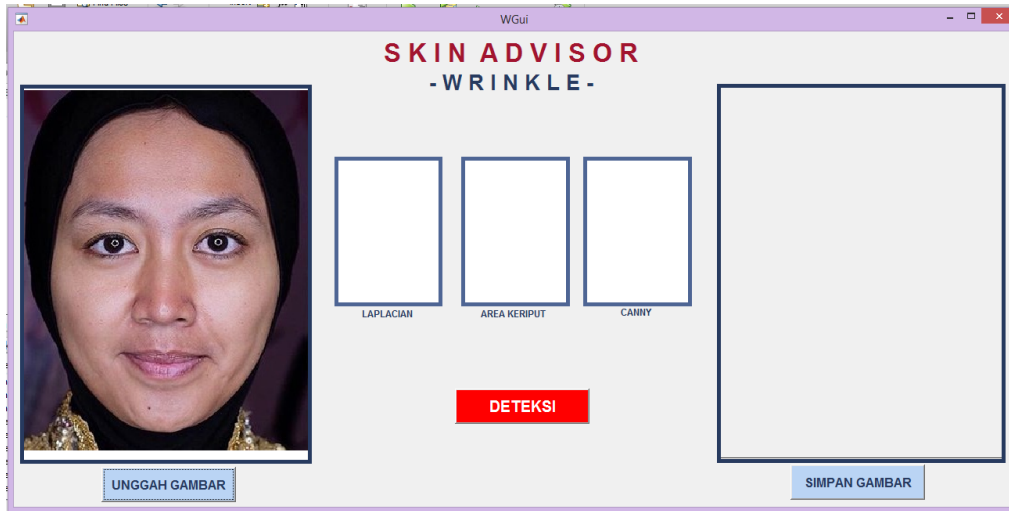 WGui
SKIN ADVISOR
-WRINKLE-
LAPLACIAN
AREA KERIPUT
CANNY
DETEKSI
UNGGAH GAMBAR
SIMPAN GAMBAR